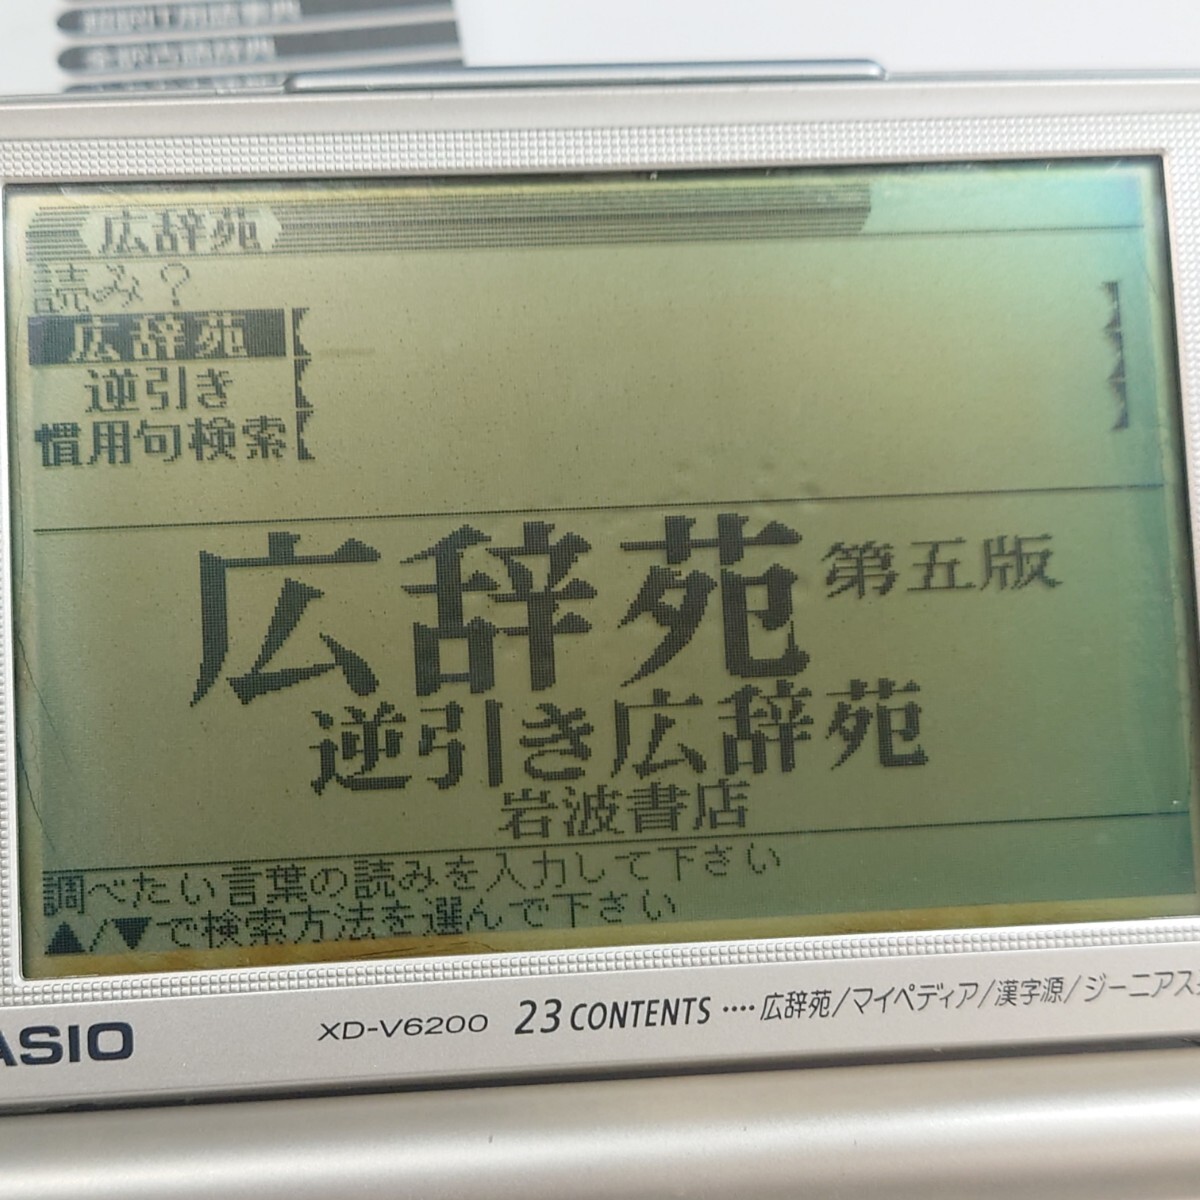 広辞苑
読み？
広辞苑【
逆引き【
慣用句検索【
広辞苑 第五版
逆引き広辞苑
岩波書店
調べたい言葉の読みを入力して下さい
▲/▼で検索方法を選んで下さい
XD-V6200 23 CONTENTS ････ 広辞苑/マイペディア/漢字源/ジーニアス
ASIO